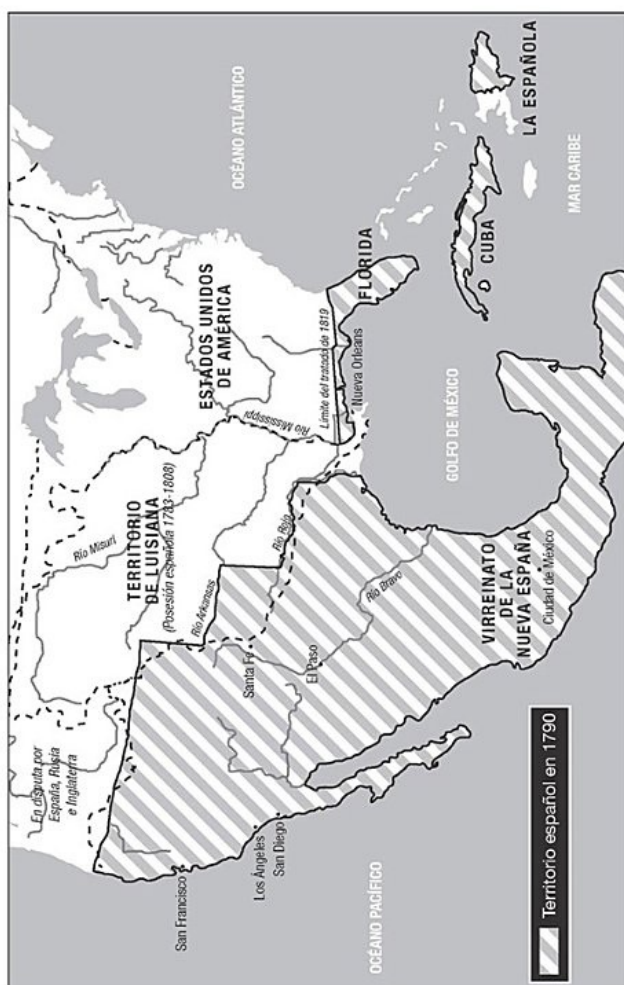 OCÉANO ATLÁNTICO
ESTADOS UNIDOS
DE AMÉRICA
En disputa por
España, Rusia
e Inglaterra
Río Misuri
TERRITORIO
DE LUISIANA
(Posesión española 1783-1808)
Río Mississippi
Río Arkansas
Río Rojo
Límite del tratado de 1819
Nueva Orleans
FLORIDA
San Francisco
Los Ángeles
San Diego
Santa Fe
El Paso
Río Bravo
GOLFO DE MÉXICO
CUBA
LA ESPAÑOLA
MAR CARIBE
OCÉANO PACÍFICO
VIRREINATO
DE LA
NUEVA ESPAÑA
Ciudad de México
Territorio español en 1790